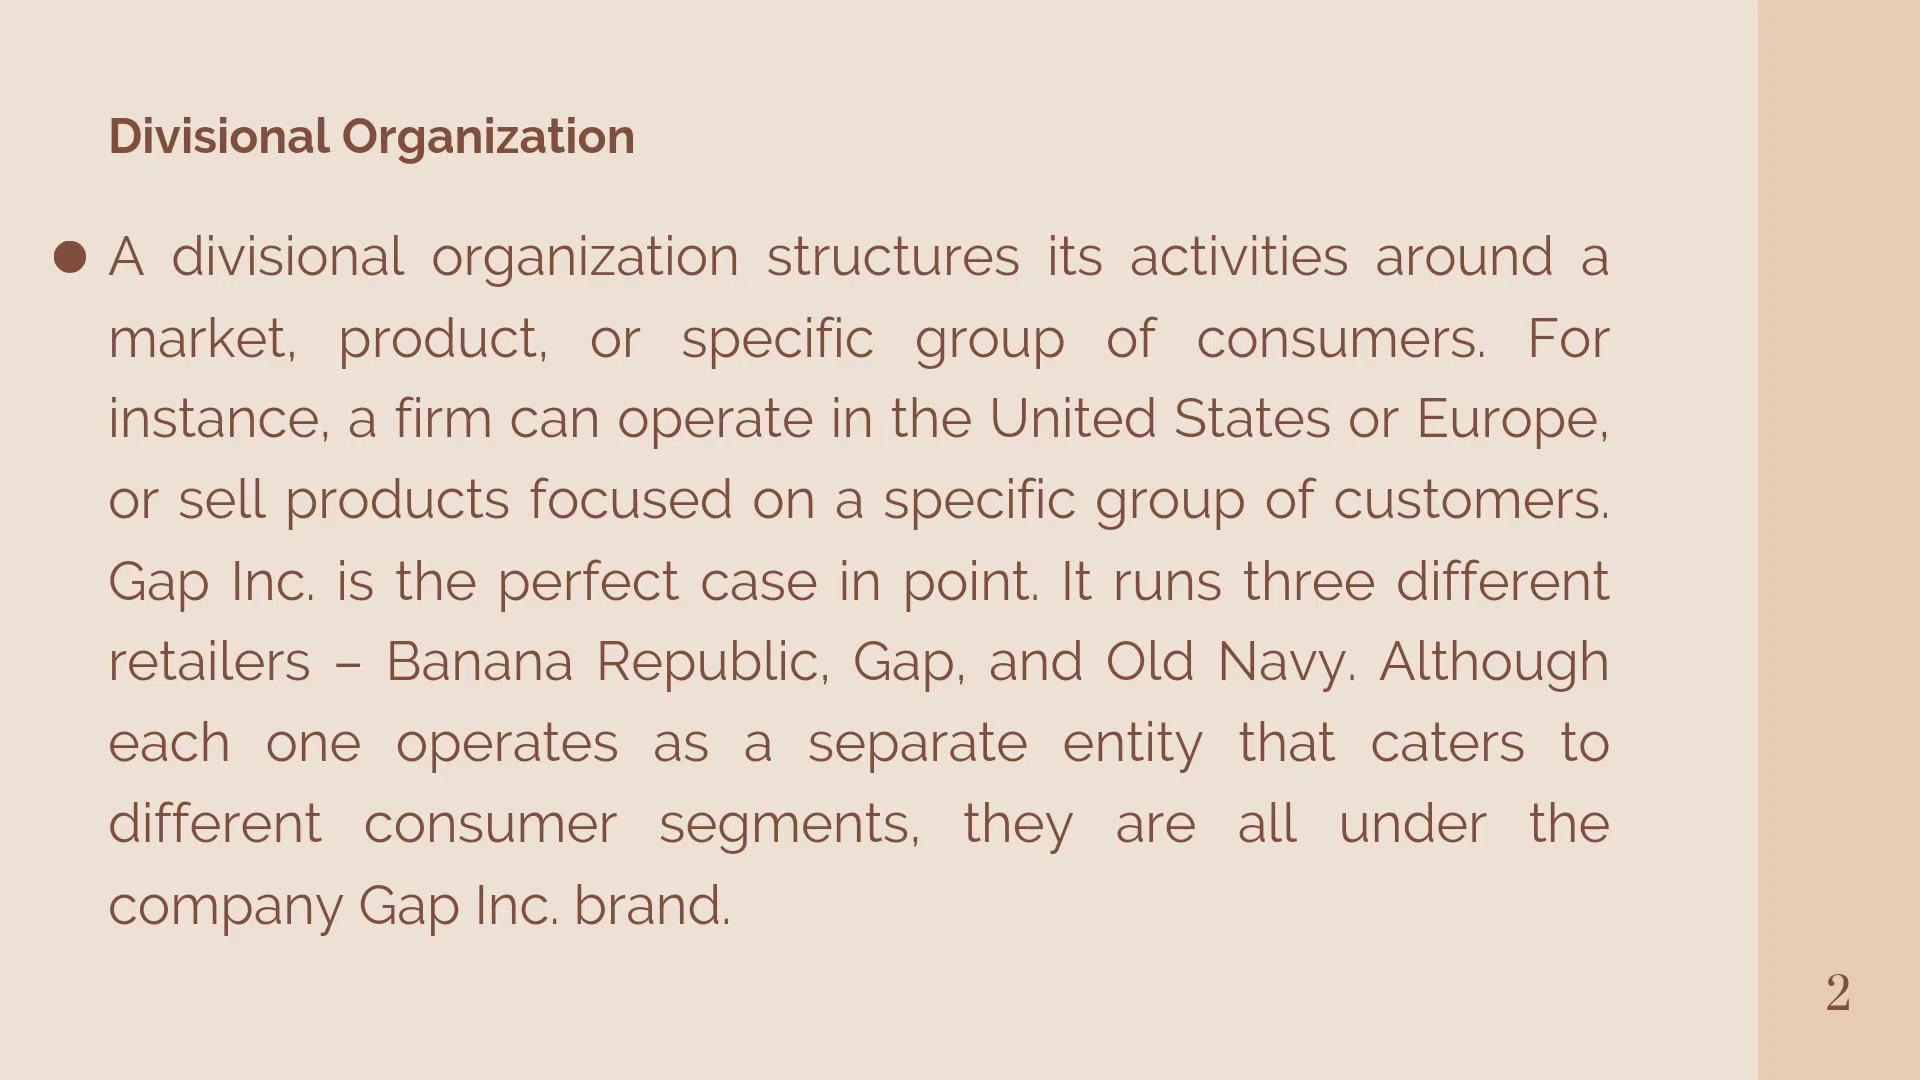 Divisional Organization
● A divisional organization structures its activities around a
market, product, or specific group of consumers. For
instance, a firm can operate in the United States or Europe,
or sell products focused on a specific group of customers.
Gap Inc. is the perfect case in point. It runs three different
retailers – Banana Republic, Gap, and Old Navy. Although
each one operates as a separate entity that caters to
different consumer segments, they are all under the
company Gap Inc. brand.
2